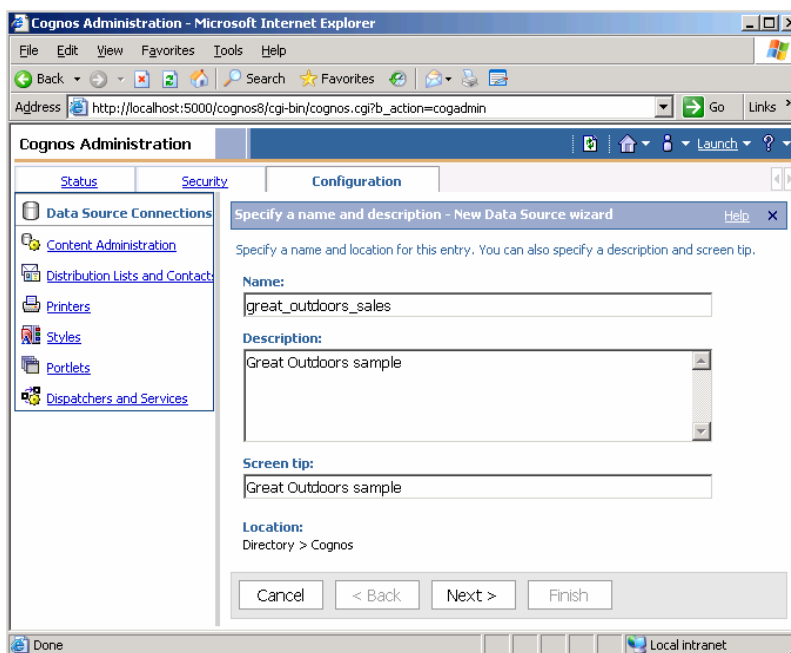 Cognos Administration - Microsoft Internet Explorer
File Edit View Favorites Tools Help
Back Search Favorites
Address http://localhost:5000/cognos8/cgi-bin/cognos.cgi?b_action=cogadmin Go Links »
Cognos Administration Launch ?
Status Security Configuration
Data Source Connections
Content Administration
Distribution Lists and Contacts
Printers
Styles
Portlets
Dispatchers and Services
Specify a name and description - New Data Source wizard Help X
Specify a name and location for this entry. You can also specify a description and screen tip.
Name:
great_outdoors_sales
Description:
Great Outdoors sample
Screen tip:
Great Outdoors sample
Location:
Directory > Cognos
Cancel < Back Next > Finish
Done Local intranet